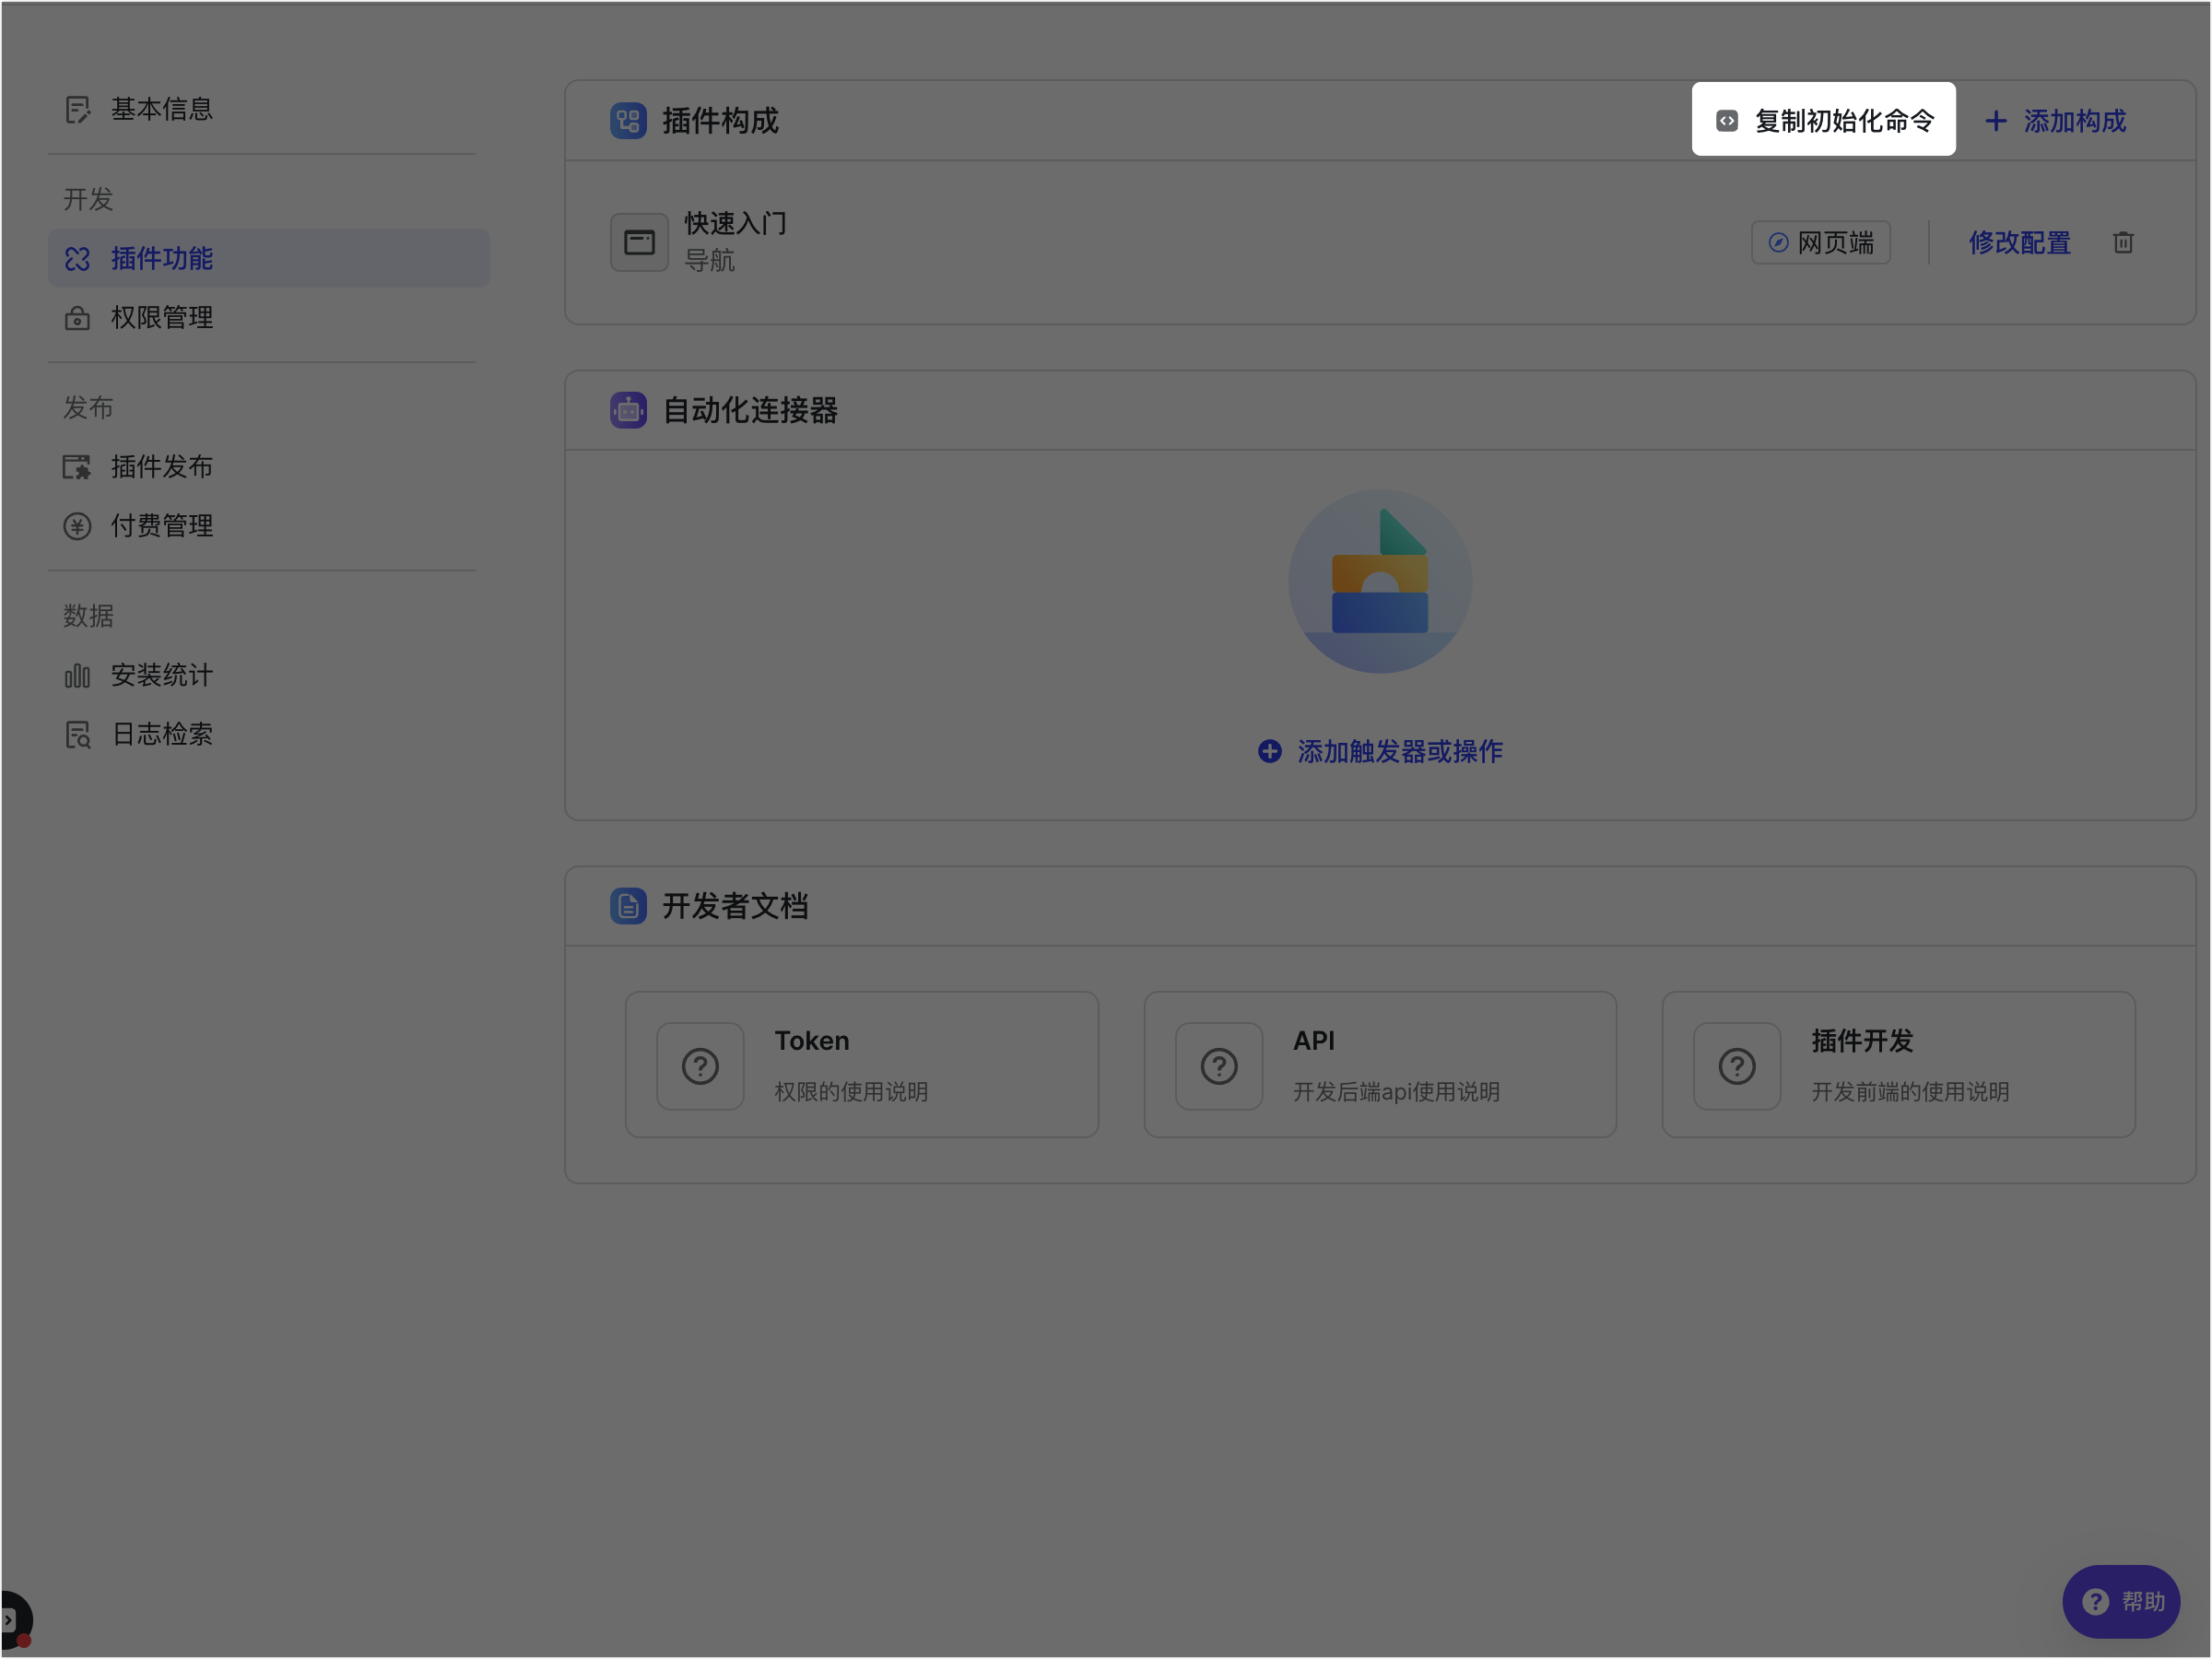 基本信息
开发
插件功能
权限管理
发布
插件发布
付费管理
数据
安装统计
日志检索
插件构成
复制初始化命令
添加构成
快速入门
导航
网页端
修改配置
自动化连接器
添加触发器或操作
开发者文档
Token
权限的使用说明
API
开发后端api使用说明
插件开发
开发前端的使用说明
帮助